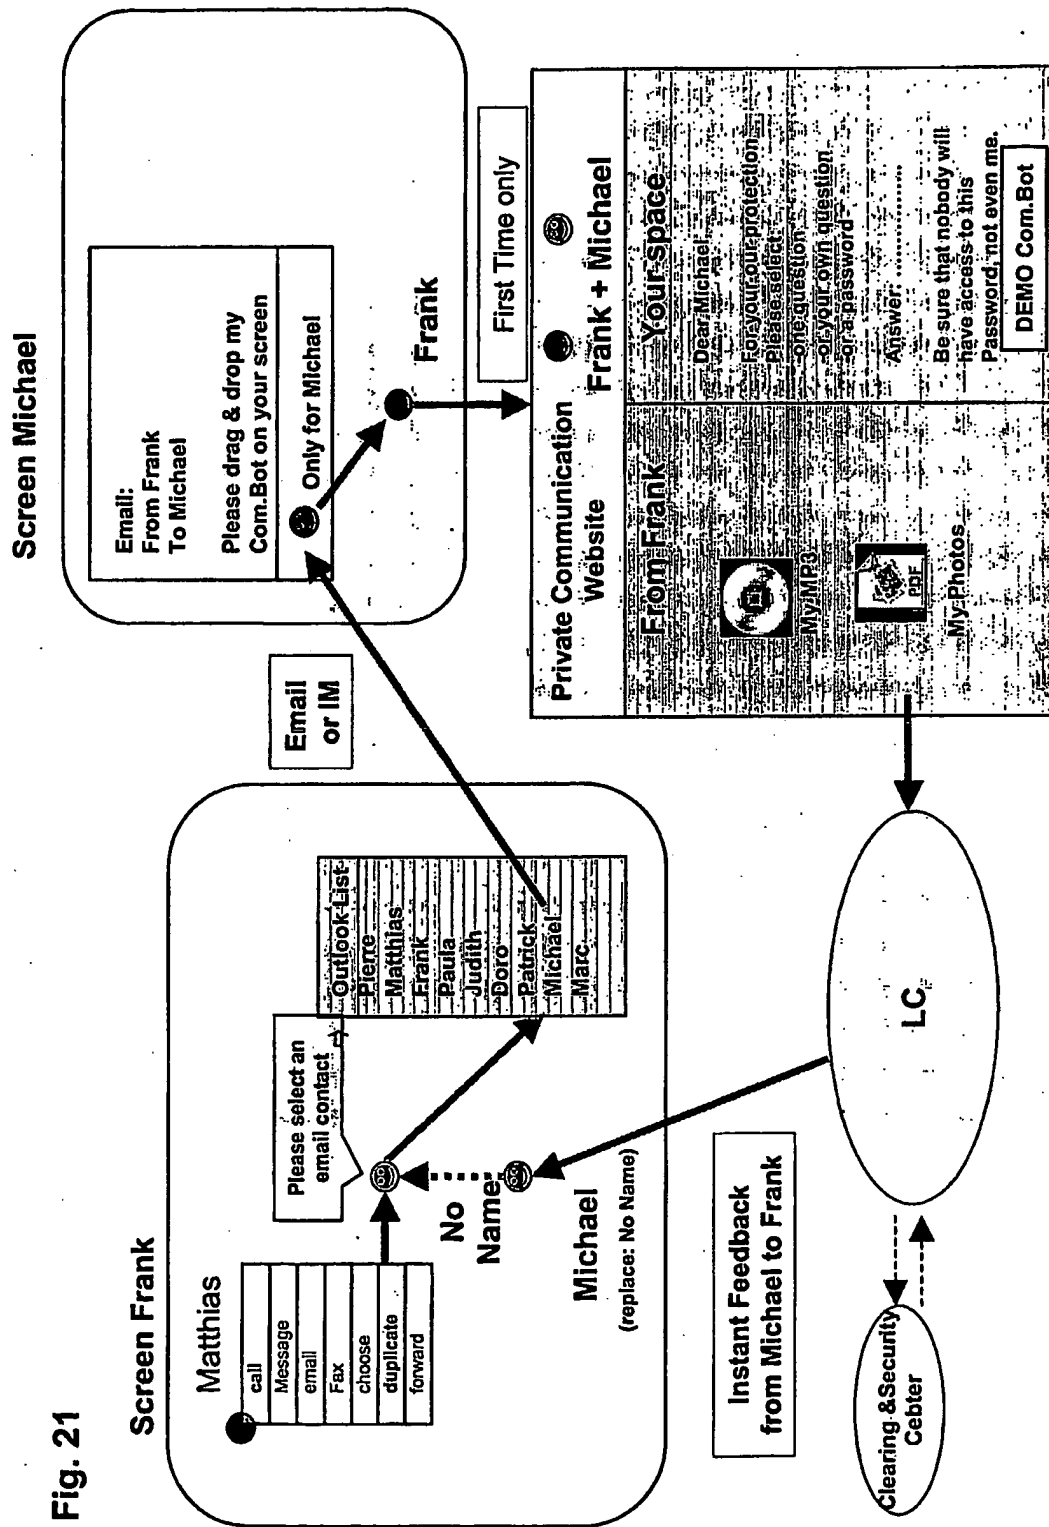 Fig. 21
Screen Frank
Matthias
call
Message
email
Fax
choose
duplicate
forward
Please select an
email contact
No
Name
Michael
(replace: No Name)
Outlook List
Pierre
Matthias
Frank
Paula
Judith
Doro
Patrick
Michael
Marc
Email
or IM
Screen Michael
Email:
From Frank
To Michael
Please drag & drop my
Com.Bot on your screen
Only for Michael
Frank
First Time only
Private Communication
Website
Frank + Michael
From Frank
My MP3
PDF
My Photos
Your space
Dear Michael
For your our protection
Please select
-one question
-or your own question
-or a password
Answer: ................
Be sure that nobody will
have access to this
Password, not even me.
DEMO Com.Bot
LC
Instant Feedback
from Michael to Frank
Clearing &Security
Cebter